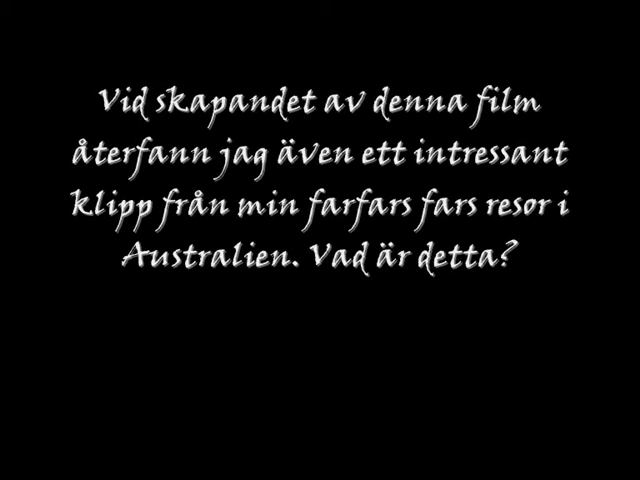 Vid skapandet av denna film
återfann jag även ett intressant
klipp från min farfars fars resor i
Australien. Vad är detta?